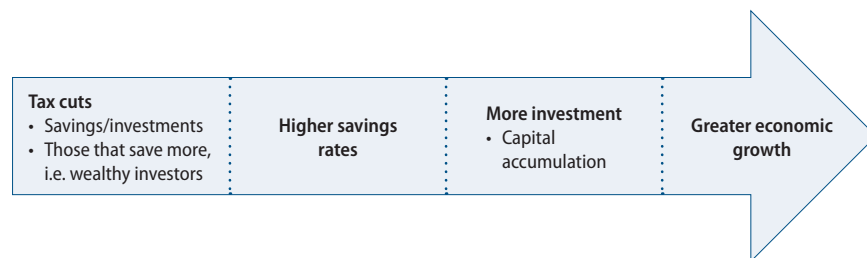 Tax cuts
• Savings/investments
• Those that save more,
i.e. wealthy investors
Higher savings
rates
More investment
• Capital
accumulation
Greater economic
growth